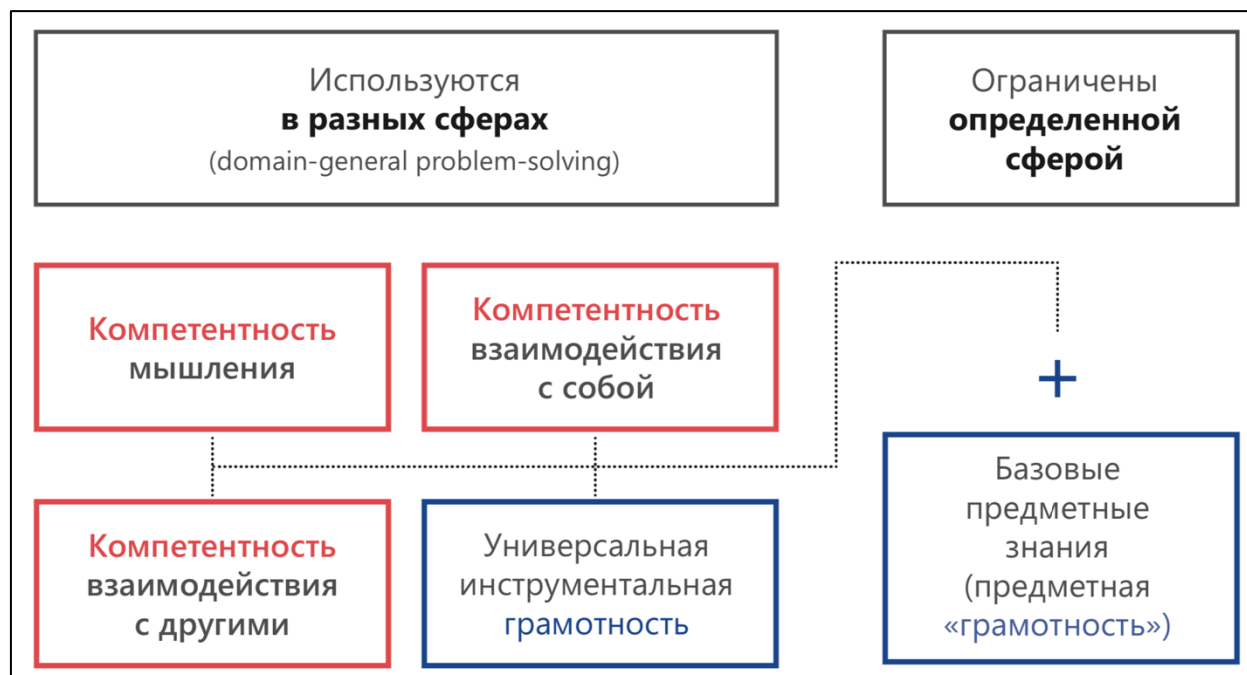 Используются
в разных сферах
(domain-general problem-solving)
Ограничены
определенной
сферой
Компетентность
мышления
Компетентность
взаимодействия
с собой
+
Компетентность
взаимодействия
с другими
Универсальная
инструментальная
грамотность
Базовые
предметные
знания
(предметная
«грамотность»)